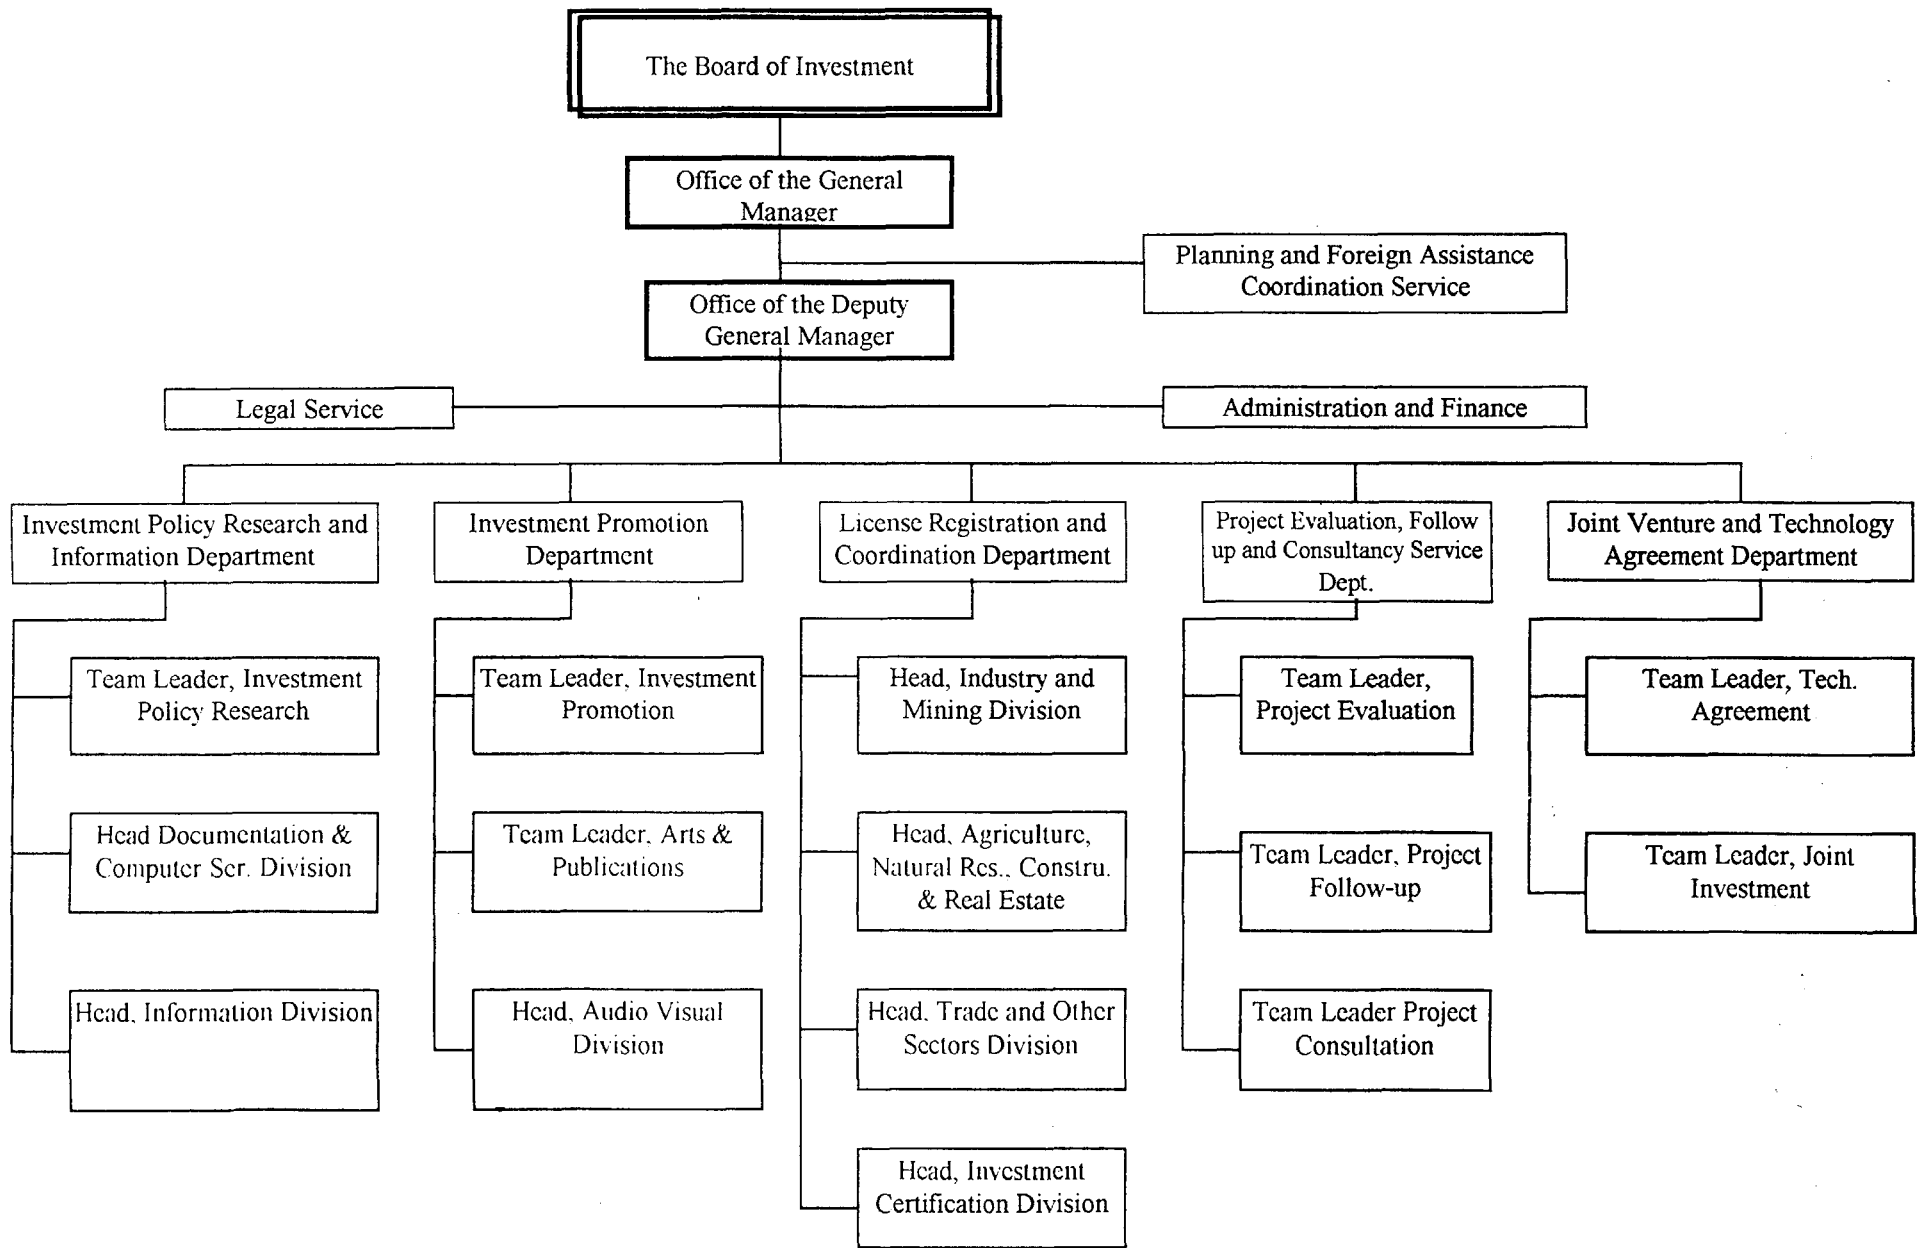 The Board of Investment
Office of the General
Manager
Planning and Foreign Assistance
Coordination Service
Office of the Deputy
General Manager
Legal Service
Administration and Finance
Investment Policy Research and
Information Department
Investment Promotion
Department
License Registration and
Coordination Department
Project Evaluation, Follow
up and Consultancy Service
Dept.
Joint Venture and Technology
Agreement Department
Team Leader, Investment
Policy Research
Head Documentation &
Computer Ser. Division
Head, Information Division
Team Leader, Investment
Promotion
Team Leader, Arts &
Publications
Head, Audio Visual
Division
Head, Industry and
Mining Division
Head, Agriculture,
Natural Res., Constru.
& Real Estate
Head, Trade and Other
Sectors Division
Head, Investment
Certification Division
Team Leader,
Project Evaluation
Team Leader, Project
Follow-up
Team Leader Project
Consultation
Team Leader, Tech.
Agreement
Team Leader, Joint
Investment